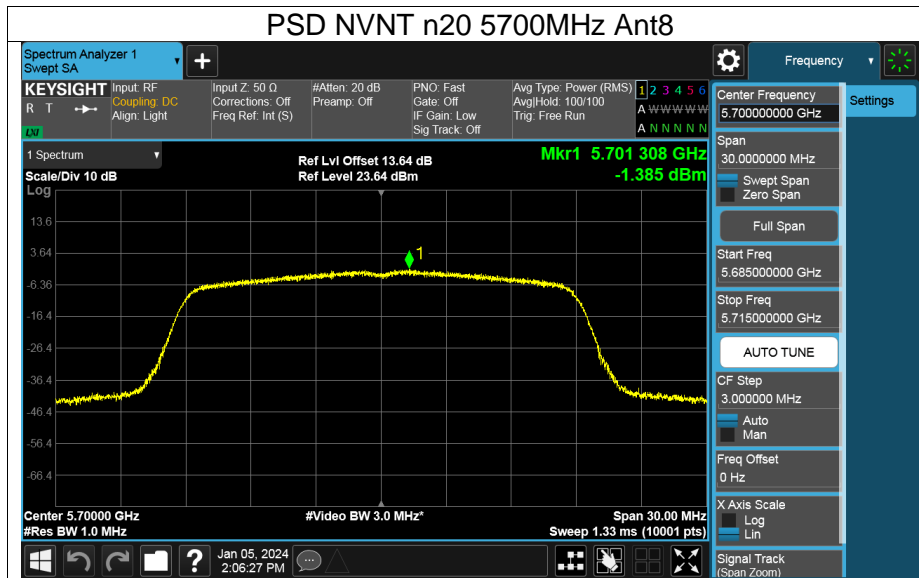 PSD NVNT n20 5700MHz Ant8
Spectrum Analyzer 1
Swept SA
+
Frequency
KEYSIGHT
R T
LXI
Input: RF
Coupling: DC
Align: Light
Input Z: 50 Ω
Corrections: Off
Freq Ref: Int (S)
#Atten: 20 dB
Preamp: Off
PNO: Fast
Gate: Off
IF Gain: Low
Sig Track: Off
Avg Type: Power (RMS)
Avg|Hold: 100/100
Trig: Free Run
1 2 3 4 5 6
A W W W W W
A N N N N N
1 Spectrum
Scale/Div 10 dB
Log
Ref Lvl Offset 13.64 dB
Ref Level 23.64 dBm
Mkr1 5.701 308 GHz
-1.385 dBm
13.6
3.64
-6.36
-16.4
-26.4
-36.4
-46.4
-56.4
-66.4
1
Center 5.70000 GHz
#Res BW 1.0 MHz
#Video BW 3.0 MHz*
Span 30.00 MHz
Sweep 1.33 ms (10001 pts)
Center Frequency
5.700000000 GHz
Settings
Span
30.0000000 MHz
Swept Span
Zero Span
Full Span
Start Freq
5.685000000 GHz
Stop Freq
5.715000000 GHz
AUTO TUNE
CF Step
3.000000 MHz
Auto
Man
Freq Offset
0 Hz
X Axis Scale
Log
Lin
Signal Track
(Span Zoom)
?
Jan 05, 2024
2:06:27 PM